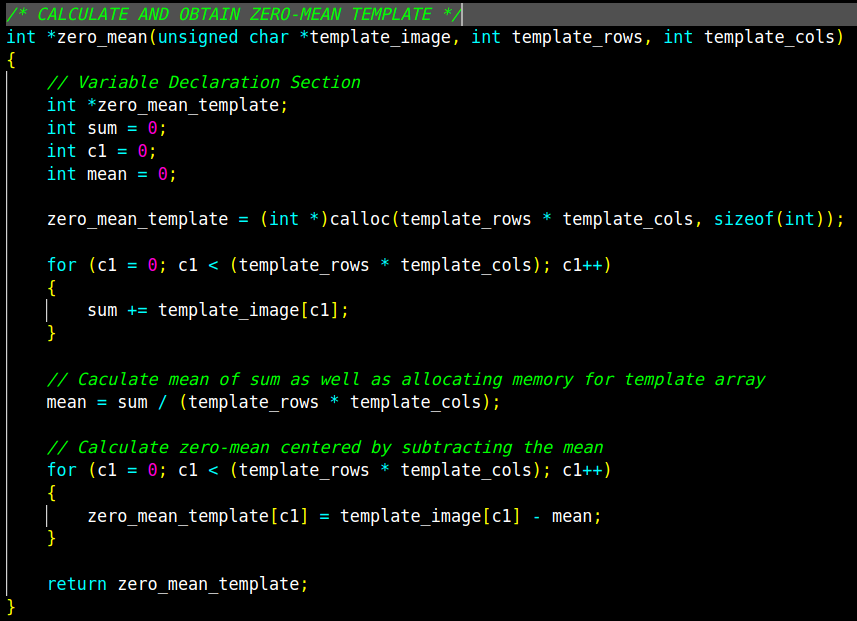 /* CALCULATE AND OBTAIN ZERO-MEAN TEMPLATE */
int *zero_mean(unsigned char *template_image, int template_rows, int template_cols)
{
    // Variable Declaration Section
    int *zero_mean_template;
    int sum = 0;
    int c1 = 0;
    int mean = 0;

    zero_mean_template = (int *)calloc(template_rows * template_cols, sizeof(int));

    for (c1 = 0; c1 < (template_rows * template_cols); c1++)
    {
        sum += template_image[c1];
    }

    // Caculate mean of sum as well as allocating memory for template array
    mean = sum / (template_rows * template_cols);

    // Calculate zero-mean centered by subtracting the mean
    for (c1 = 0; c1 < (template_rows * template_cols); c1++)
    {
        zero_mean_template[c1] = template_image[c1] - mean;
    }

    return zero_mean_template;
}